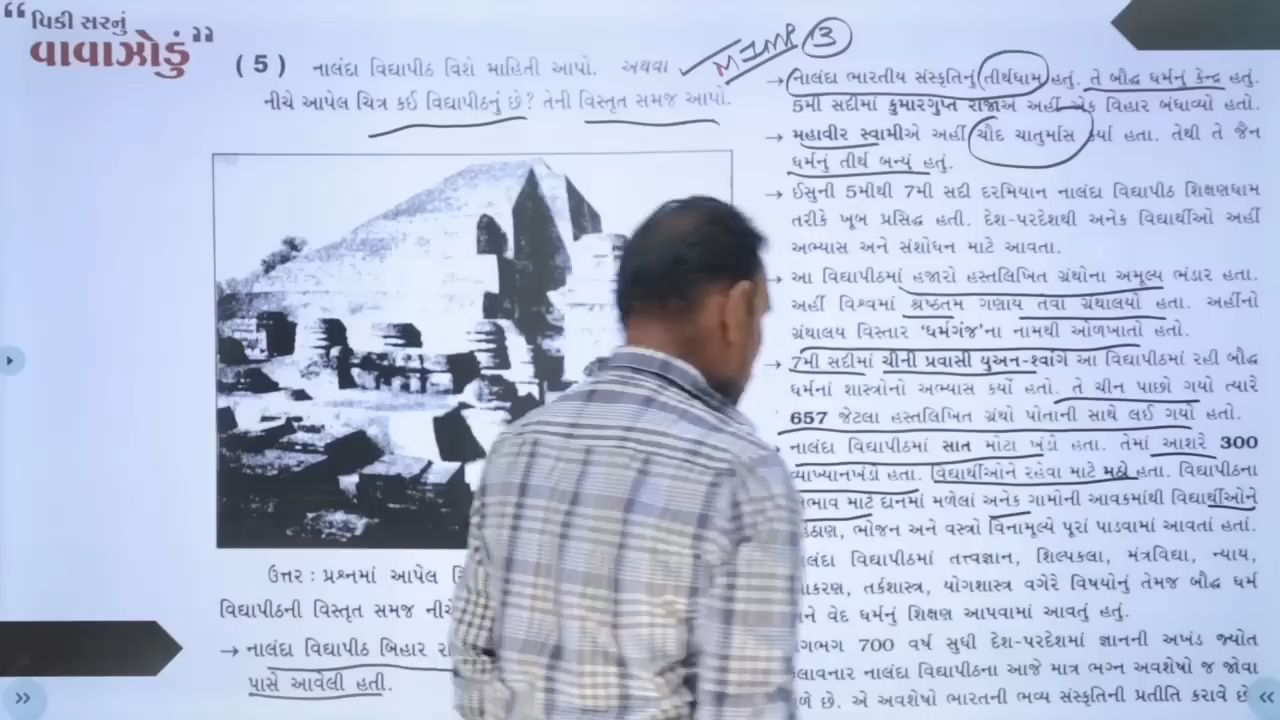 “ વિકી સરનું
વાવાઝોડું ”
M-IMP 3
( 5 ) નાલંદા વિદ્યાપીઠ વિશે માહિતી આપો. અથવા
નીચે આપેલ ચિત્ર કઈ વિદ્યાપીઠનું છે? તેની વિસ્તૃત સમજ આપો.
ઉત્તર : પ્રશ્નમાં આપેલ
વિદ્યાપીઠની વિસ્તૃત સમજ
→ નાલંદા વિદ્યાપીઠ બિહાર
પાસે આવેલી હતી.
→ નાલંદા ભારતીય સંસ્કૃતિનું તીર્થધામ હતું. તે બૌદ્ધ ધર્મનું કેન્દ્ર હતું.
5મી સદીમાં કુમારગુપ્ત રાજાએ અહીં એક વિહાર બંધાવ્યો હતો.
→ મહાવીર સ્વામીએ અહીં ચૌદ ચાતુર્માસ કર્યા હતા. તેથી તે જૈન
ધર્મનું તીર્થ બન્યું હતું.
→ ઈસુની 5મીથી 7મી સદી દરમિયાન નાલંદા વિદ્યાપીઠ શિક્ષણધામ
તરીકે ખૂબ પ્રસિદ્ધ હતી. દેશ-પરદેશથી અનેક વિદ્યાર્થીઓ અહીં
અભ્યાસ અને સંશોધન માટે આવતા.
→ આ વિદ્યાપીઠમાં હજારો હસ્તલિખિત ગ્રંથોના અમૂલ્ય ભંડાર હતા.
અહીં વિશ્વમાં શ્રેષ્ઠતમ ગણાય તેવા ગ્રંથાલયો હતા. અહીંનો
ગ્રંથાલય વિસ્તાર ‘ધર્મગંજ’ના નામથી ઓળખાતો હતો.
→ 7મી સદીમાં ચીની પ્રવાસી યુઅન-શ્વાંગે આ વિદ્યાપીઠમાં રહી બૌદ્ધ
ધર્મનાં શાસ્ત્રોનો અભ્યાસ કર્યો હતો. તે ચીન પાછો ગયો ત્યારે
657 જેટલા હસ્તલિખિત ગ્રંથો પોતાની સાથે લઈ ગયો હતો.
નાલંદા વિદ્યાપીઠમાં સાત મોટા ખંડો હતા. તેમાં આશરે 300
વ્યાખ્યાનખંડો હતા. વિદ્યાર્થીઓને રહેવા માટે મઠો હતા. વિદ્યાપીઠના
માટે દાનમાં મળેલાં અનેક ગામોની આવકમાંથી વિદ્યાર્થીઓને
ભોજન અને વસ્ત્રો વિનામૂલ્યે પૂરાં પાડવામાં આવતાં હતાં.
વિદ્યાપીઠમાં તત્ત્વજ્ઞાન, શિલ્પકલા, મંત્રવિદ્યા, ન્યાય,
તર્કશાસ્ત્ર, યોગશાસ્ત્ર વગેરે વિષયોનું તેમજ બૌદ્ધ ધર્મ
વેદ ધર્મનું શિક્ષણ આપવામાં આવતું હતું.
700 વર્ષ સુધી દેશ-પરદેશમાં જ્ઞાનની અખંડ જ્યોત
નાલંદા વિદ્યાપીઠના આજે માત્ર ભગ્ન અવશેષો જ જોવા
છે. એ અવશેષો ભારતની ભવ્ય સંસ્કૃતિની પ્રતીતિ કરાવે છે